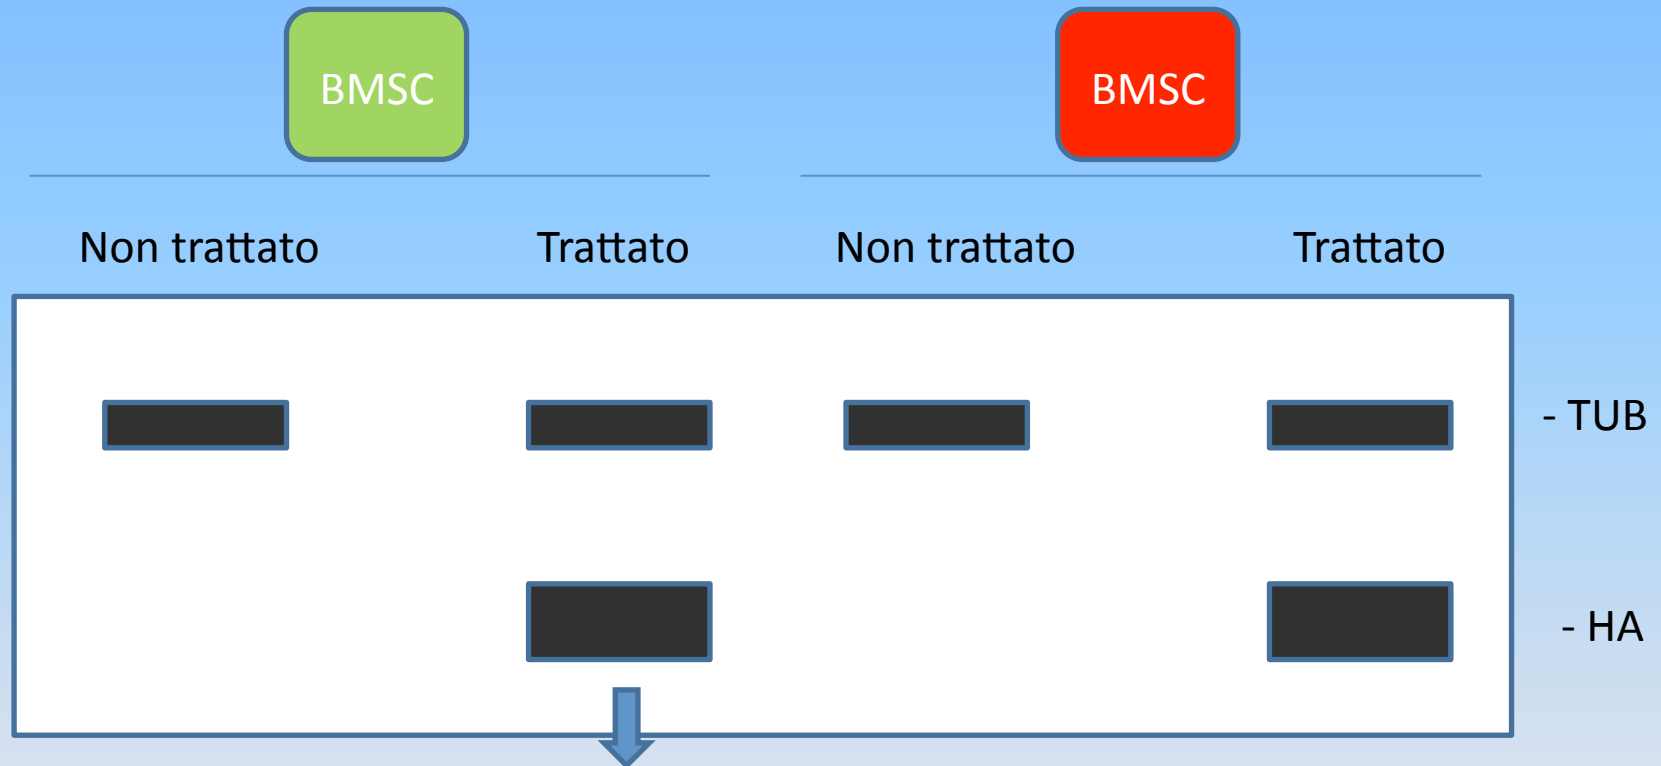 BMSC BMSC
Non trattato Trattato Non trattato Trattato
- TUB
- HA